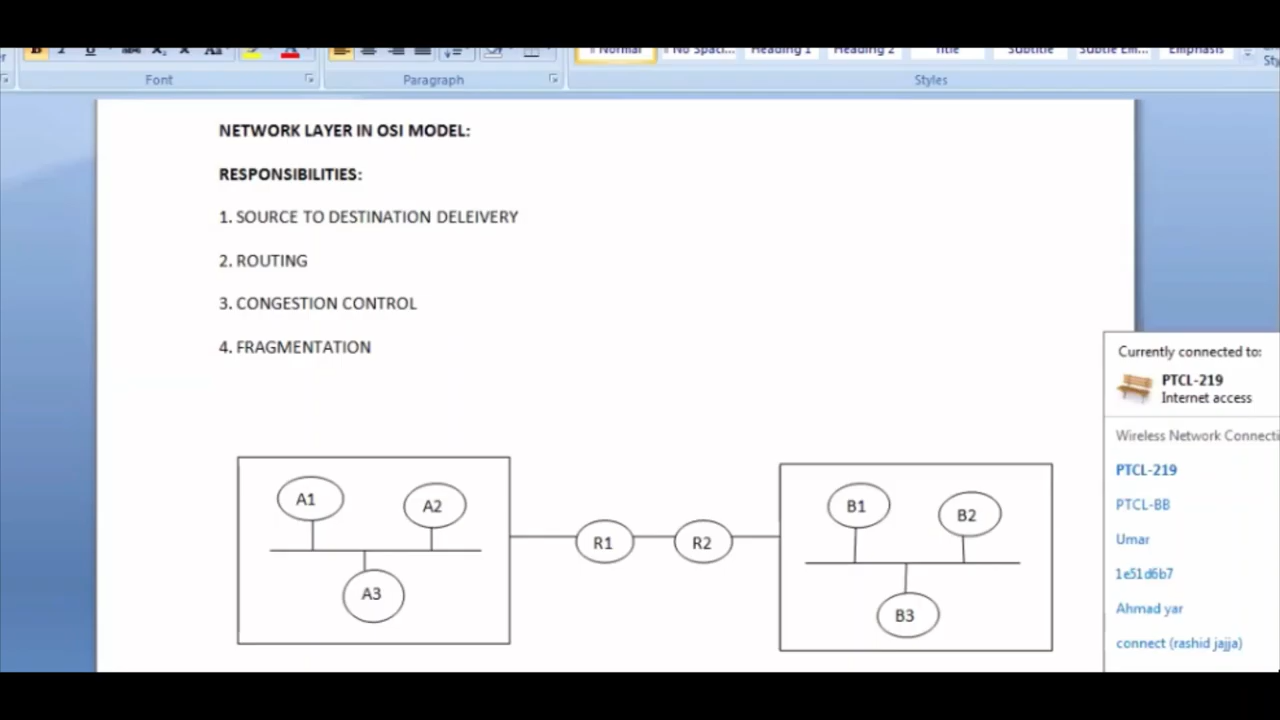 Normal
No Spaci...
Heading 1
Heading 2
Title
Subtitle
Subtle Em...
Emphasis
Font
Paragraph
Styles
NETWORK LAYER IN OSI MODEL:
RESPONSIBILITIES:
1. SOURCE TO DESTINATION DELEIVERY
2. ROUTING
3. CONGESTION CONTROL
4. FRAGMENTATION
A1
A2
A3
R1
R2
B1
B2
B3
Currently connected to:
PTCL-219
Internet access
Wireless Network Connecti
PTCL-219
PTCL-BB
Umar
1e51d6b7
Ahmad yar
connect (rashid jajja)